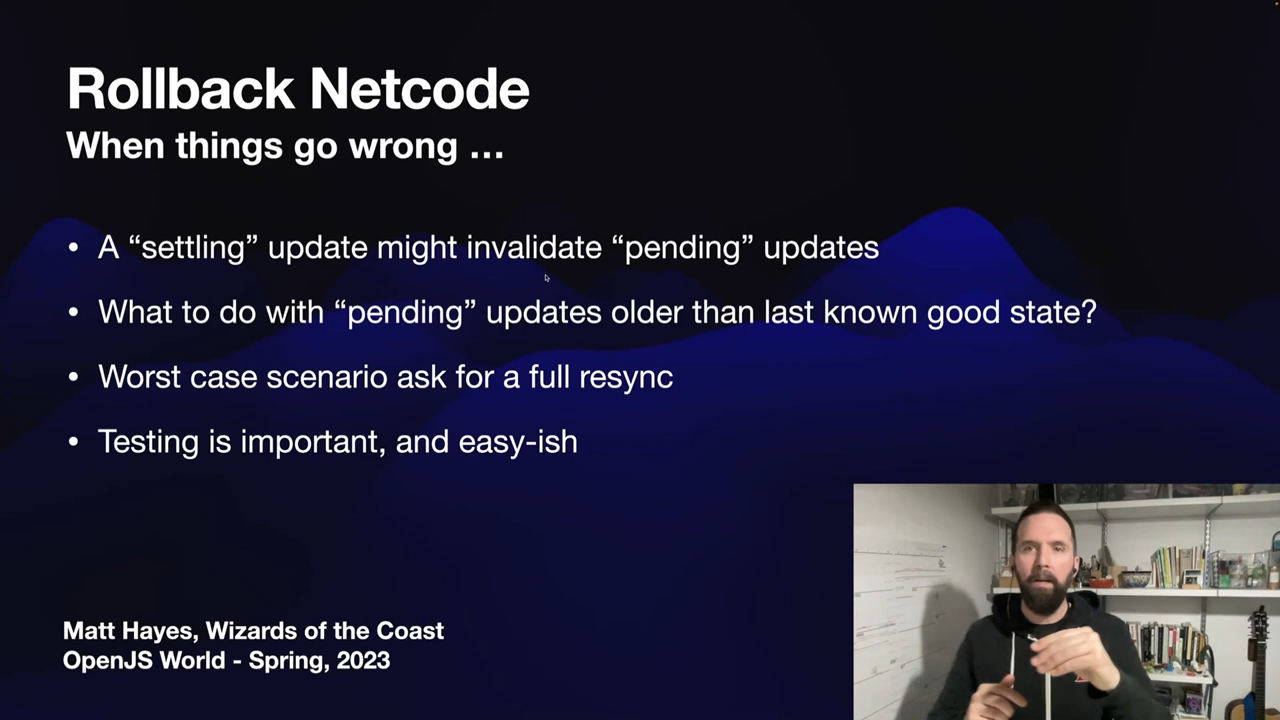 Rollback Netcode
When things go wrong …
• A “settling” update might invalidate “pending” updates
• What to do with “pending” updates older than last known good state?
• Worst case scenario ask for a full resync
• Testing is important, and easy-ish
Matt Hayes, Wizards of the Coast
OpenJS World - Spring, 2023